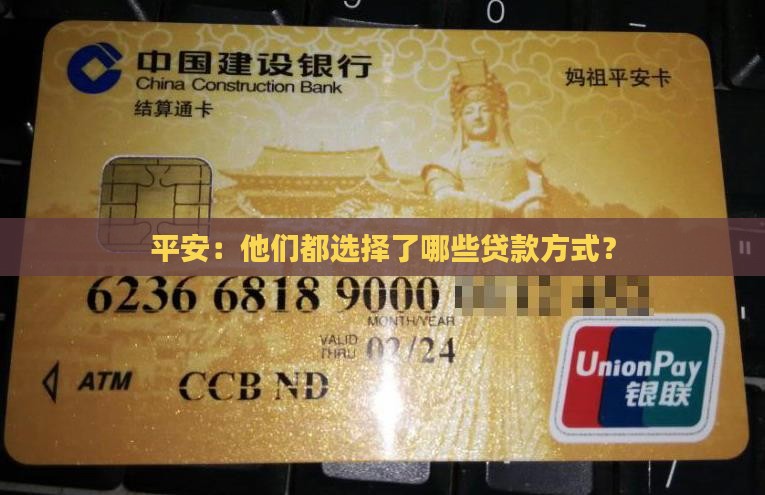 0
中国建设银行
China Construction Bank
妈祖平安卡
结算通卡
平安：他们都选择了哪些贷款方式？
6236 6818 9000
MONTH/YEAR
VALID
THRU
02/24
ATM
CCB ND
UnionPay
银联